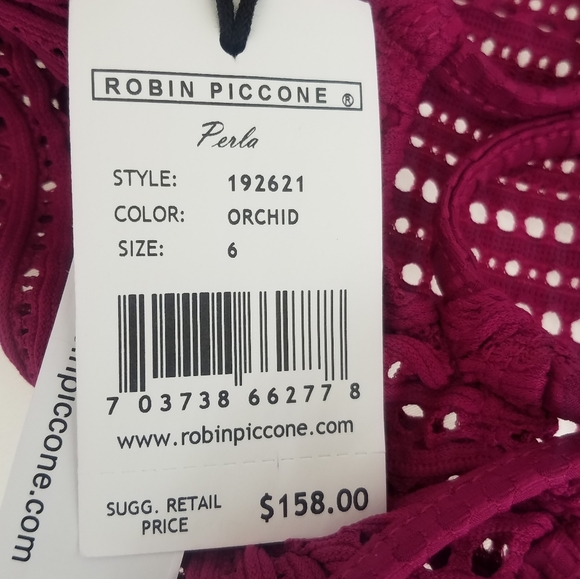 ROBIN PICCONE ®
Perla
STYLE: 192621
COLOR: ORCHID
SIZE: 6
7 03738 66277 8
www.robinpiccone.com
SUGG. RETAIL PRICE $158.00
inpiccone.com